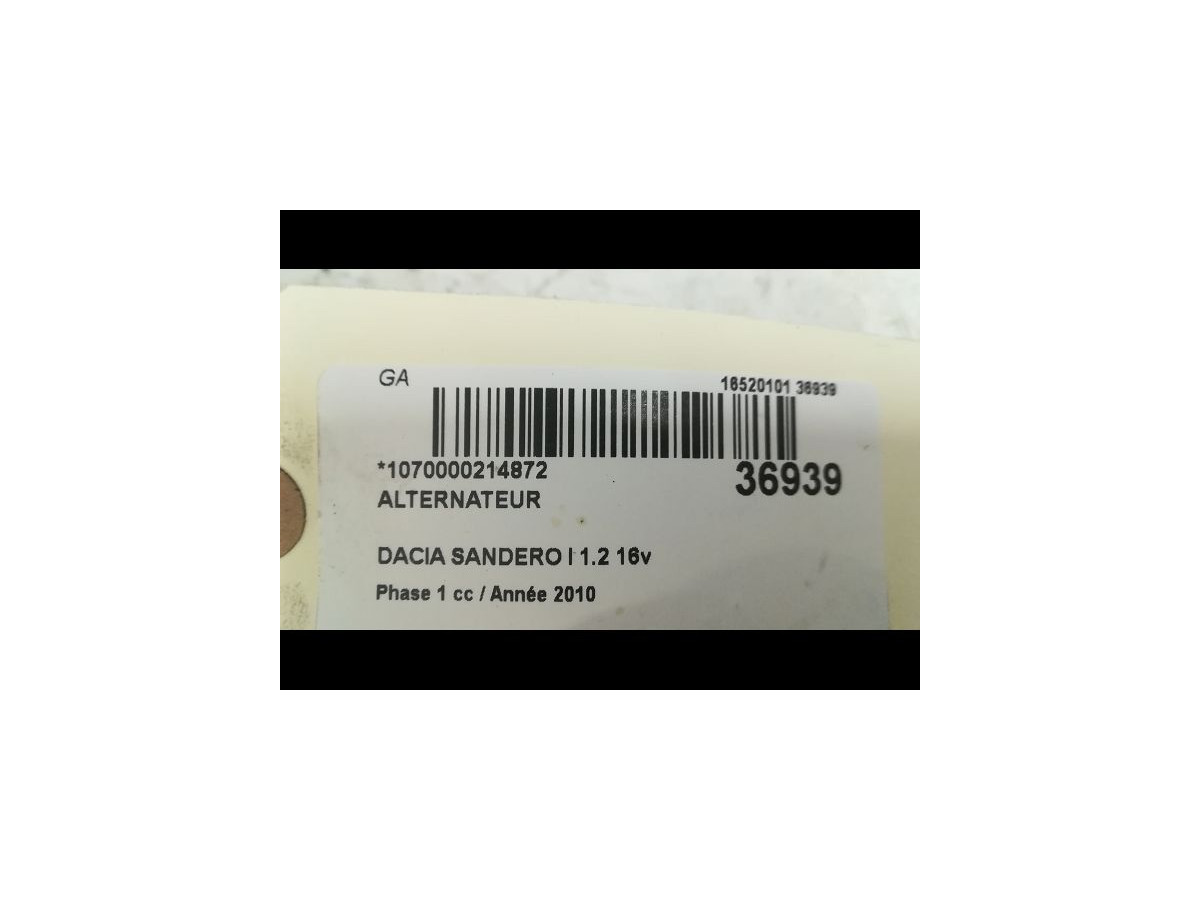 GA
16520101 36939
*1070000214872
36939
ALTERNATEUR
DACIA SANDERO I 1.2 16v
Phase 1 cc / Année 2010